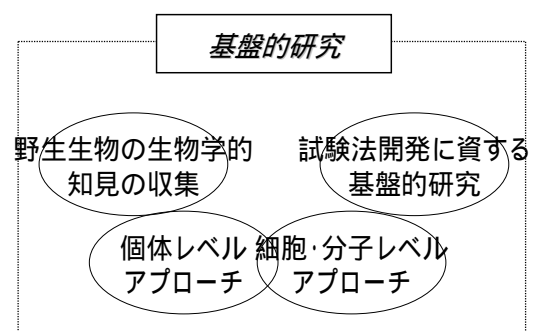 基盤的研究
野生生物の生物学的
知見の収集
試験法開発に資する
基盤的研究
個体レベル
アプローチ
細胞・分子レベル
アプローチ